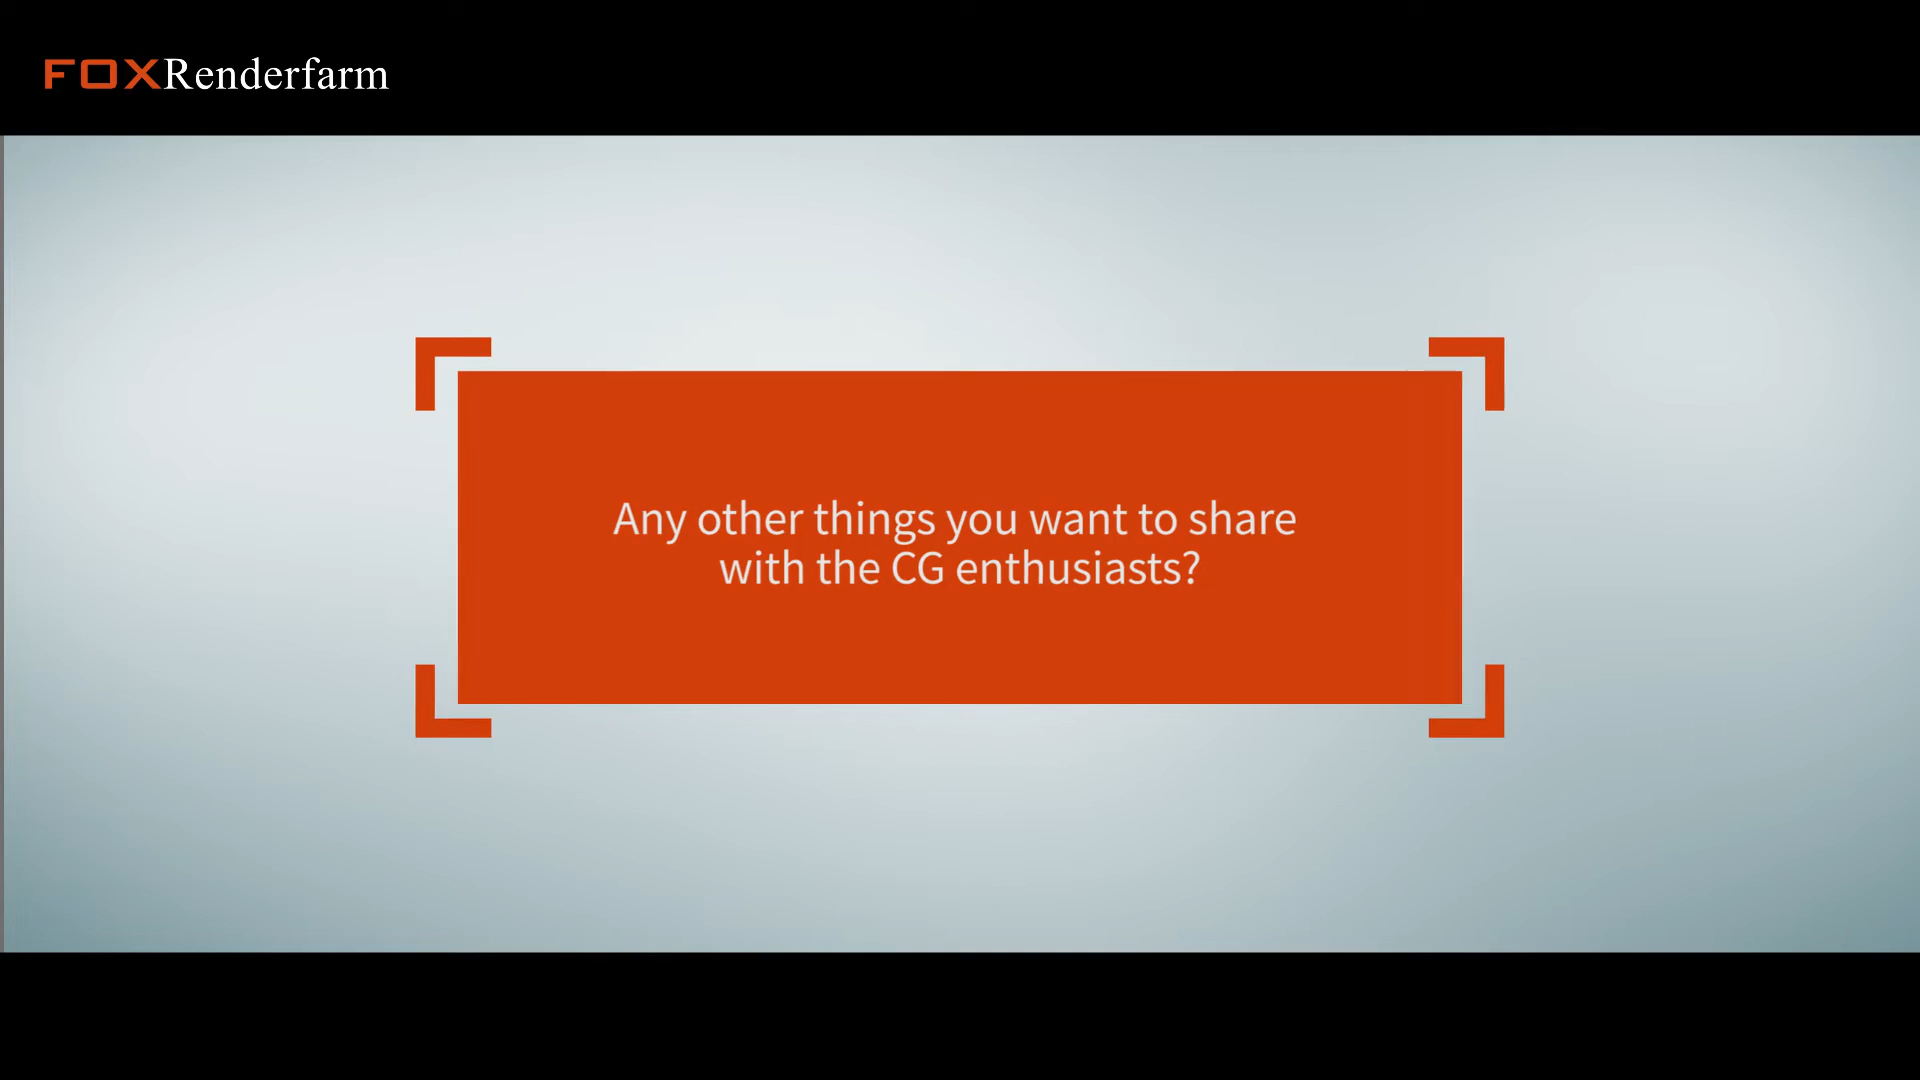 FOXRenderfarm
Any other things you want to share
with the CG enthusiasts?